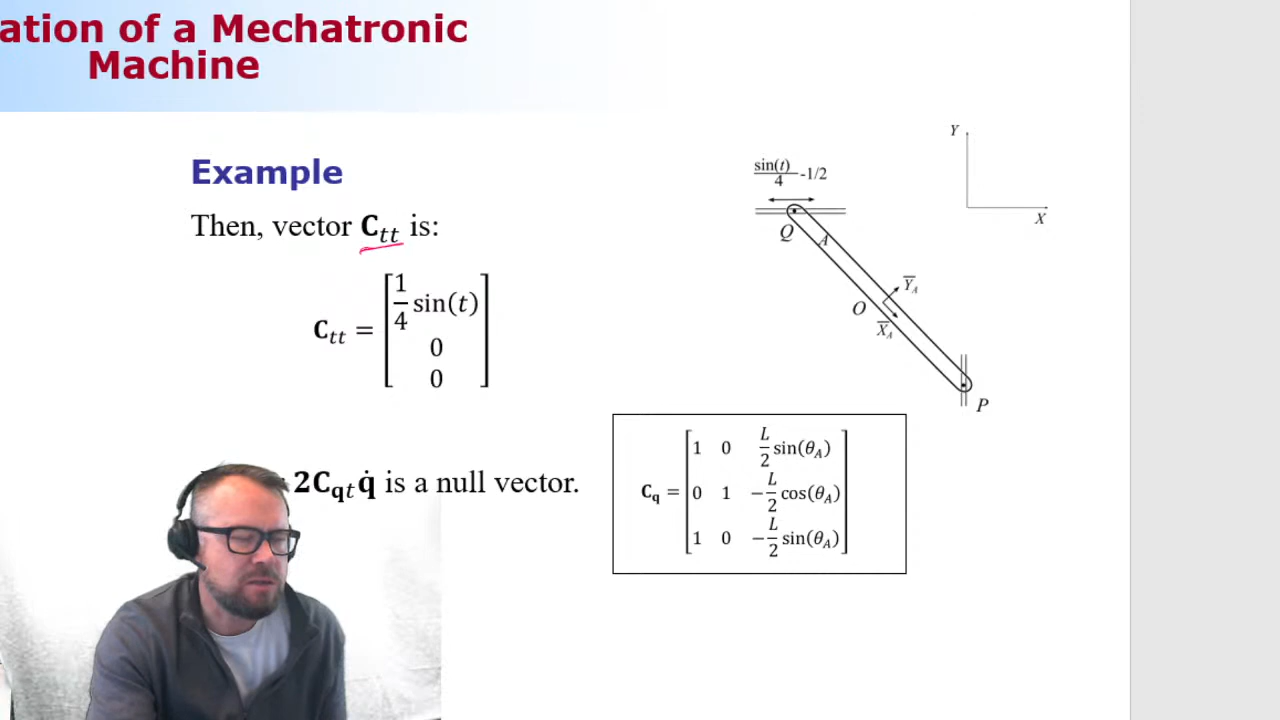 ation of a Mechatronic
Machine
Example
Then, vector C_tt is:
C_tt = [1/4 sin(t)
0
0]
2C_qt q̇ is a null vector.
sin(t)/4 -1/2
Q
A
Y̅_A
O
X̅_A
P
Y
X
C_q = [1 0 L/2 sin(θ_A)
0 1 −L/2 cos(θ_A)
1 0 −L/2 sin(θ_A)]